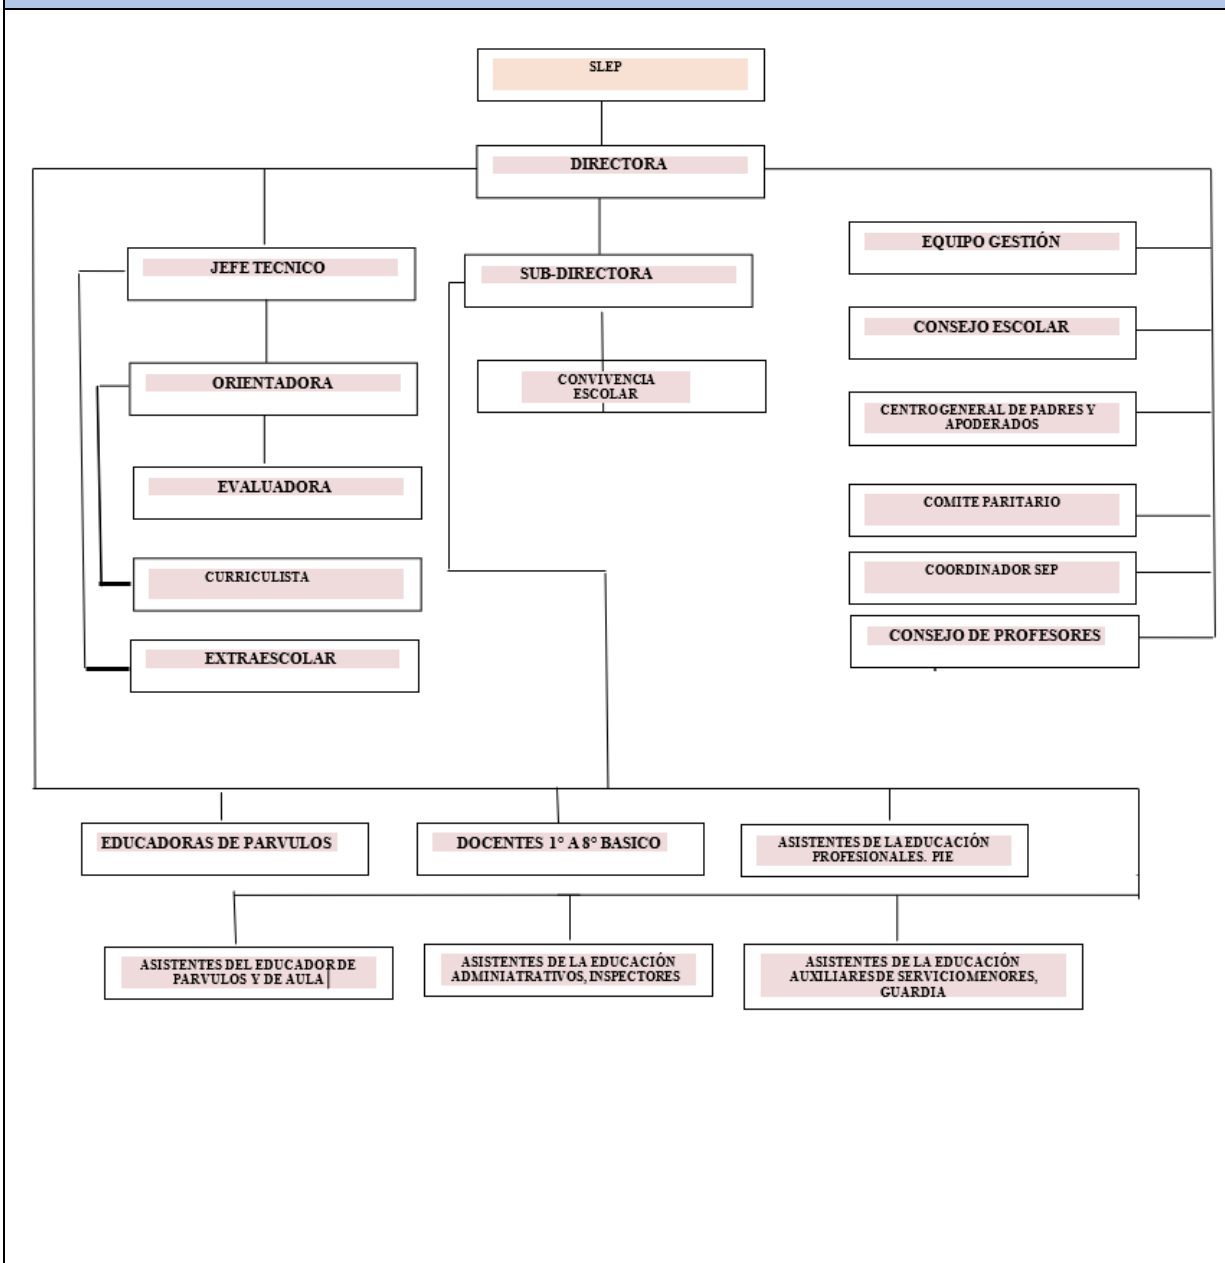 SLEP
DIRECTORA
JEFE TECNICO
ORIENTADORA
EVALUADORA
CURRICULISTA
EXTRAESCOLAR
SUB-DIRECTORA
CONVIVENCIA
ESCOLAR
EQUIPO GESTIÓN
CONSEJO ESCOLAR
CENTRO GENERAL DE PADRES Y
APODERADOS
COMITE PARITARIO
COORDINADOR SEP
CONSEJO DE PROFESORES
EDUCADORAS DE PARVULOS
DOCENTES 1° A 8° BASICO
ASISTENTES DE LA EDUCACIÓN
PROFESIONALES. PIE
ASISTENTES DEL EDUCADOR DE
PARVULOS Y DE AULA
ASISTENTES DE LA EDUCACIÓN
ADMINIATRATIVOS, INSPECTORES
ASISTENTES DE LA EDUCACIÓN
AUXILIARES DE SERVICIO MENORES,
GUARDIA